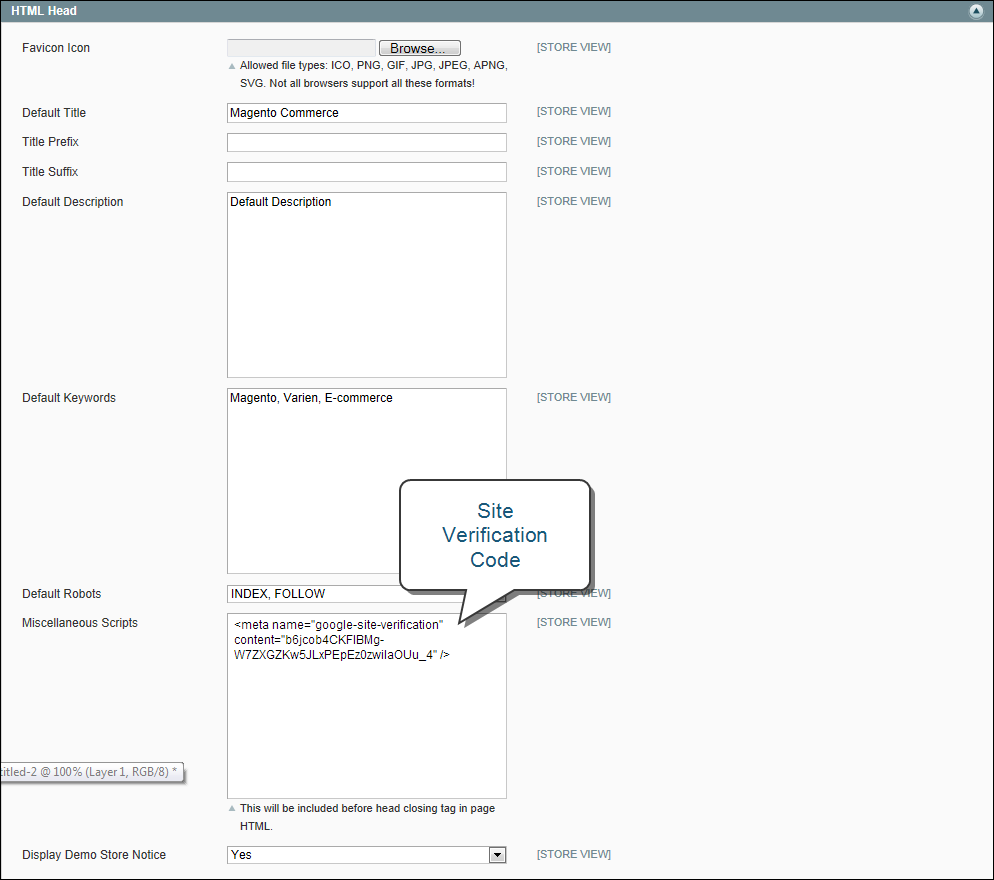 HTML Head
Favicon Icon
Browse...
[STORE VIEW]
Allowed file types: ICO, PNG, GIF, JPG, JPEG, APNG,
SVG. Not all browsers support all these formats!
Default Title
Magento Commerce
[STORE VIEW]
Title Prefix
[STORE VIEW]
Title Suffix
[STORE VIEW]
Default Description
Default Description
[STORE VIEW]
Default Keywords
Magento, Varien, E-commerce
[STORE VIEW]
Site
Verification
Code
Default Robots
INDEX, FOLLOW
[STORE VIEW]
Miscellaneous Scripts
<meta name="google-site-verification"
content="b6jcob4CKFIBMg-
W7ZXGZKw5JLxPEpEz0zwiIaOUu_4" />
[STORE VIEW]
titled-2 @ 100% (Layer 1, RGB/8) *
This will be included before head closing tag in page
HTML.
Display Demo Store Notice
Yes
[STORE VIEW]